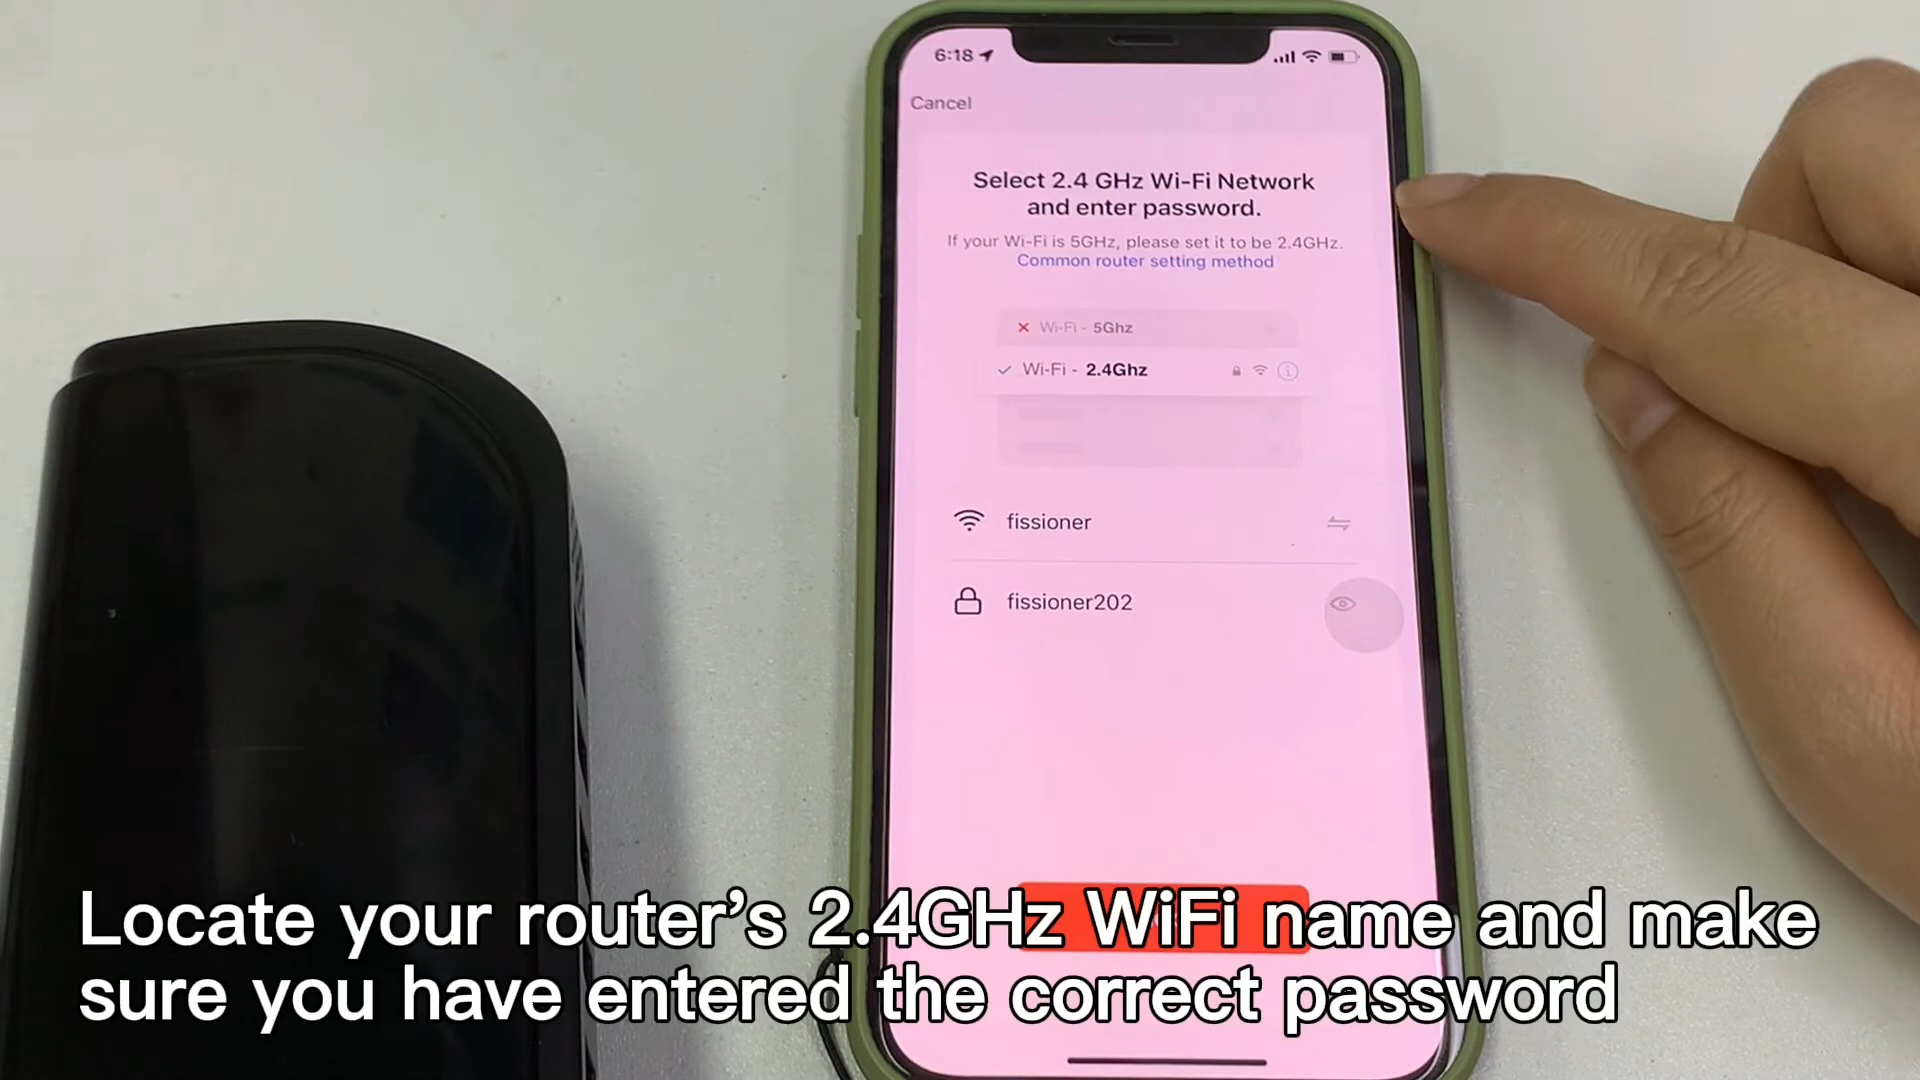 6:18
Cancel
Select 2.4 GHz Wi-Fi Network
and enter password.
If your Wi-Fi is 5GHz, please set it to be 2.4GHz.
Common router setting method
Wi-Fi - 5Ghz
Wi-Fi - 2.4Ghz
fissioner
fissioner202
Locate your router's 2.4GHz WiFi name and make
sure you have entered the correct password